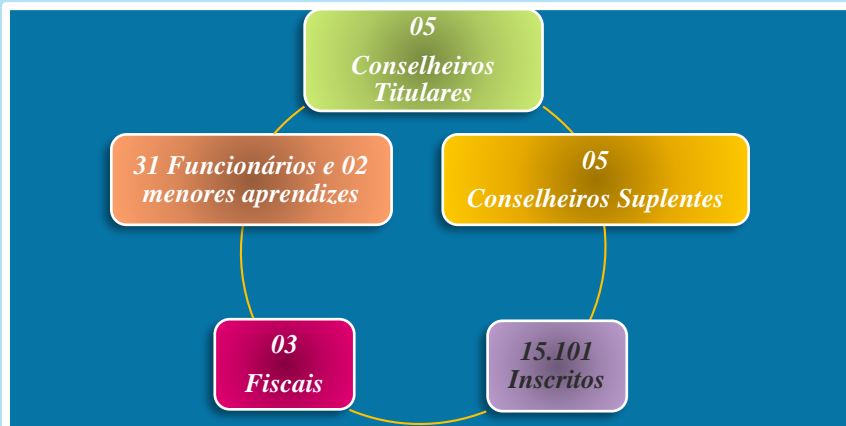 05
Conselheiros
Titulares
31 Funcionários e 02
menores aprendizes
05
Conselheiros Suplentes
03
Fiscais
15.101
Inscritos